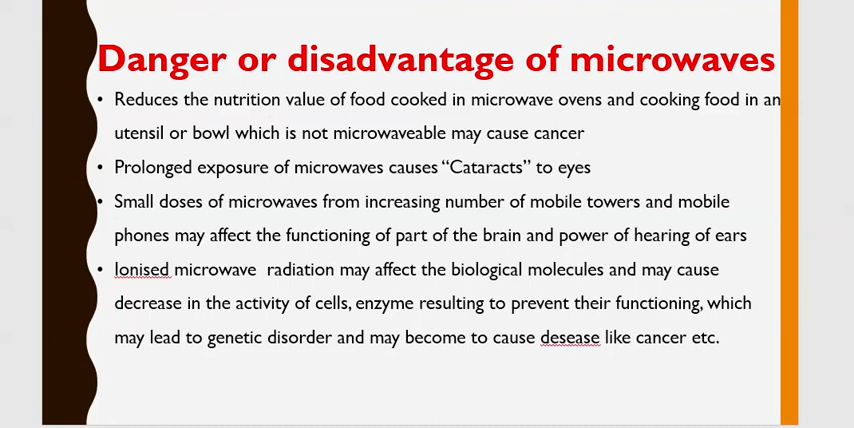 Danger or disadvantage of microwaves
• Reduces the nutrition value of food cooked in microwave ovens and cooking food in an
utensil or bowl which is not microwaveable may cause cancer
• Prolonged exposure of microwaves causes “Cataracts” to eyes
• Small doses of microwaves from increasing number of mobile towers and mobile
phones may affect the functioning of part of the brain and power of hearing of ears
• Ionised microwave  radiation may affect the biological molecules and may cause
decrease in the activity of cells, enzyme resulting to prevent their functioning, which
may lead to genetic disorder and may become to cause desease like cancer etc.